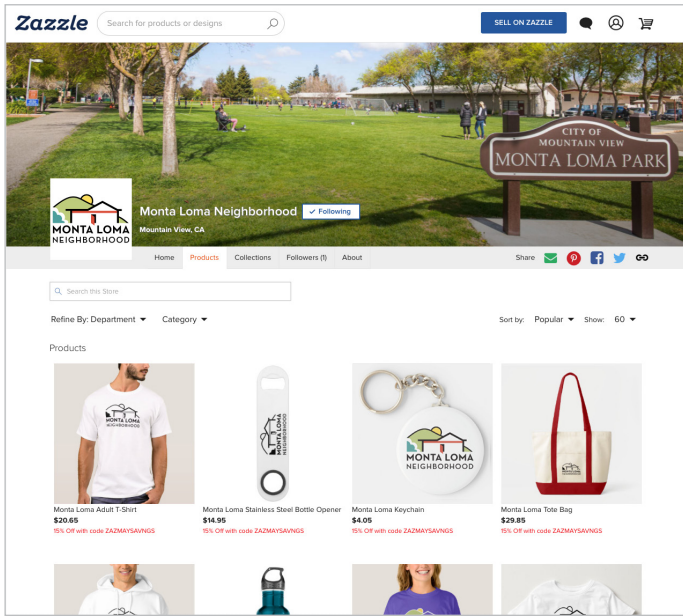 Zazzle
Search for products or designs
SELL ON ZAZZLE
CITY OF
MOUNTAIN VIEW
MONTA LOMA PARK
MONTA LOMA
NEIGHBORHOOD
Monta Loma Neighborhood
Following
Mountain View, CA
Home Products Collections Followers (1) About
Share
Search this Store
Refine By: Department Category
Sort by: Popular Show: 60
Products
MONTA LOMA
NEIGHBORHOOD
MONTA LOMA
NEIGHBORHOOD
MONTA LOMA
NEIGHBORHOOD
MONTA LOMA
NEIGHBORHOOD
Monta Loma Adult T-Shirt
$20.65
15% Off with code ZAZMAYSAVNGS
Monta Loma Stainless Steel Bottle Opener
$14.95
15% Off with code ZAZMAYSAVNGS
Monta Loma Keychain
$4.05
15% Off with code ZAZMAYSAVNGS
Monta Loma Tote Bag
$29.85
15% Off with code ZAZMAYSAVNGS